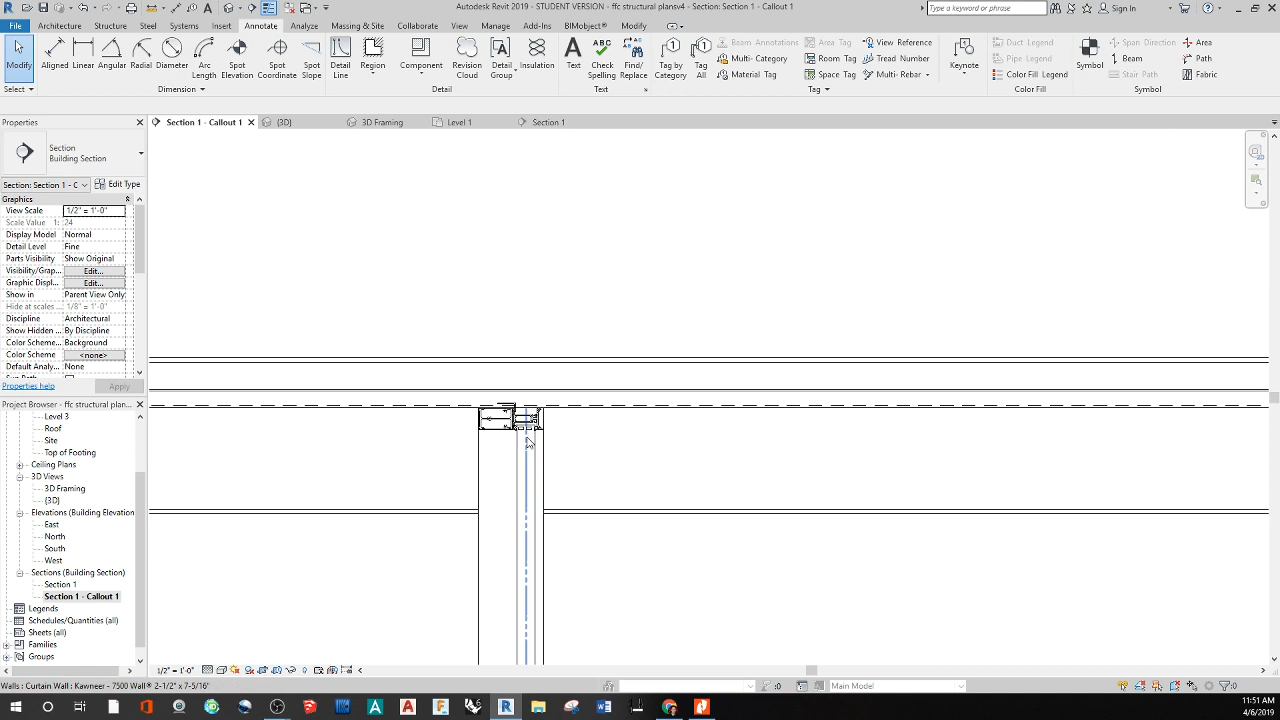 Autodesk Revit 2019 - STUDENT VERSION - ffc structural plansv4 - Section: Section 1 - Callout 1
Type a keyword or phrase
Sign In
File Architecture Structure Steel Systems Insert Annotate Analyze Massing & Site Collaborate View Manage Add-Ins BIMobject® Modify
Modify
Aligned Linear Angular Radial Diameter Arc Length Spot Elevation Spot Coordinate Spot Slope
Detail Line Region Component Revision Cloud Detail Group Insulation
Text Check Spelling Find/ Replace
Tag by Category Tag All
Beam Annotations Area Tag View Reference
Multi- Category Room Tag Tread Number
Material Tag Space Tag Multi- Rebar
Keynote
Duct Legend
Pipe Legend
Color Fill Legend
Symbol
Span Direction Area
Beam Path
Stair Path Fabric
Select Dimension Detail Text Tag Color Fill Symbol
Properties
Section 1 - Callout 1 {3D} 3D Framing Level 1 Section 1
Section
Building Section
Section: Section 1 - C Edit Type
Graphics
View Scale 1/2" = 1'-0"
Scale Value 1: 24
Display Model Normal
Detail Level Fine
Parts Visibility Show Original
Visibility/Grap... Edit...
Graphic Displ... Edit...
Show in Parent View Only
Hide at scales ... 1/8" = 1'-0"
Discipline Architectural
Show Hidden ... By Discipline
Color Scheme... Background
Color Scheme <none>
Default Analy... None
Properties help Apply
Project Browser - ffc structural plan...
Level 3
Roof
Site
Top of Footing
Ceiling Plans
3D Views
3D Framing
{3D}
Elevations (Building Elevation
East
North
South
West
Sections (Building Section)
Section 1
Section 1 - Callout 1
Legends
Schedules/Quantities (all)
Sheets (all)
Families
Groups
1/2" = 1'-0"
Walls : Curtain Wall : Kawneer - 7500 Wall® 2-1/2" x 7-5/16"
:0
Main Model
:0
11:51 AM
4/6/2019